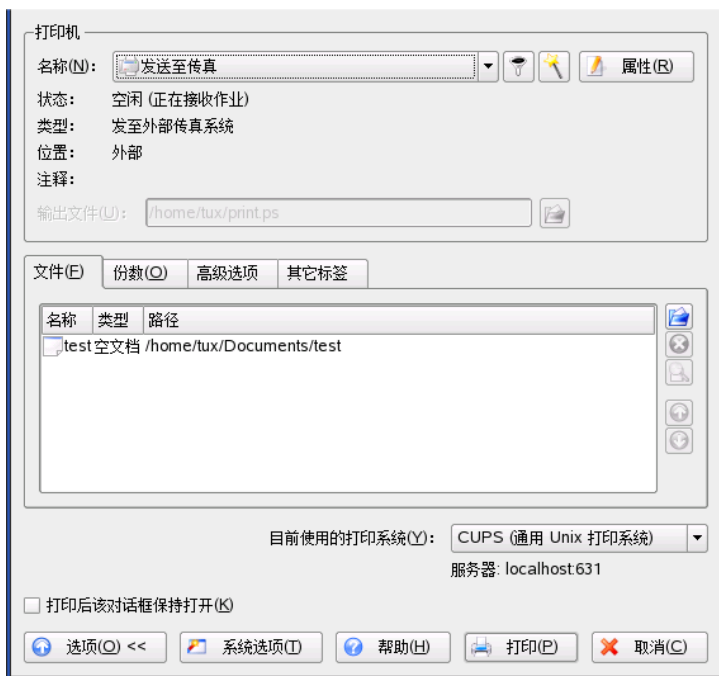 打印机
名称(N): 发送至传真 属性(R)
状态: 空闲 (正在接收作业)
类型: 发至外部传真系统
位置: 外部
注释:
输出文件(U): /home/tux/print.ps
文件(F) 份数(O) 高级选项 其它标签
名称 类型 路径
test 空文档 /home/tux/Documents/test
目前使用的打印系统(Y): CUPS (通用 Unix 打印系统)
服务器: localhost:631
打印后该对话框保持打开(K)
选项(O) << 系统选项(T) 帮助(H) 打印(P) 取消(C)